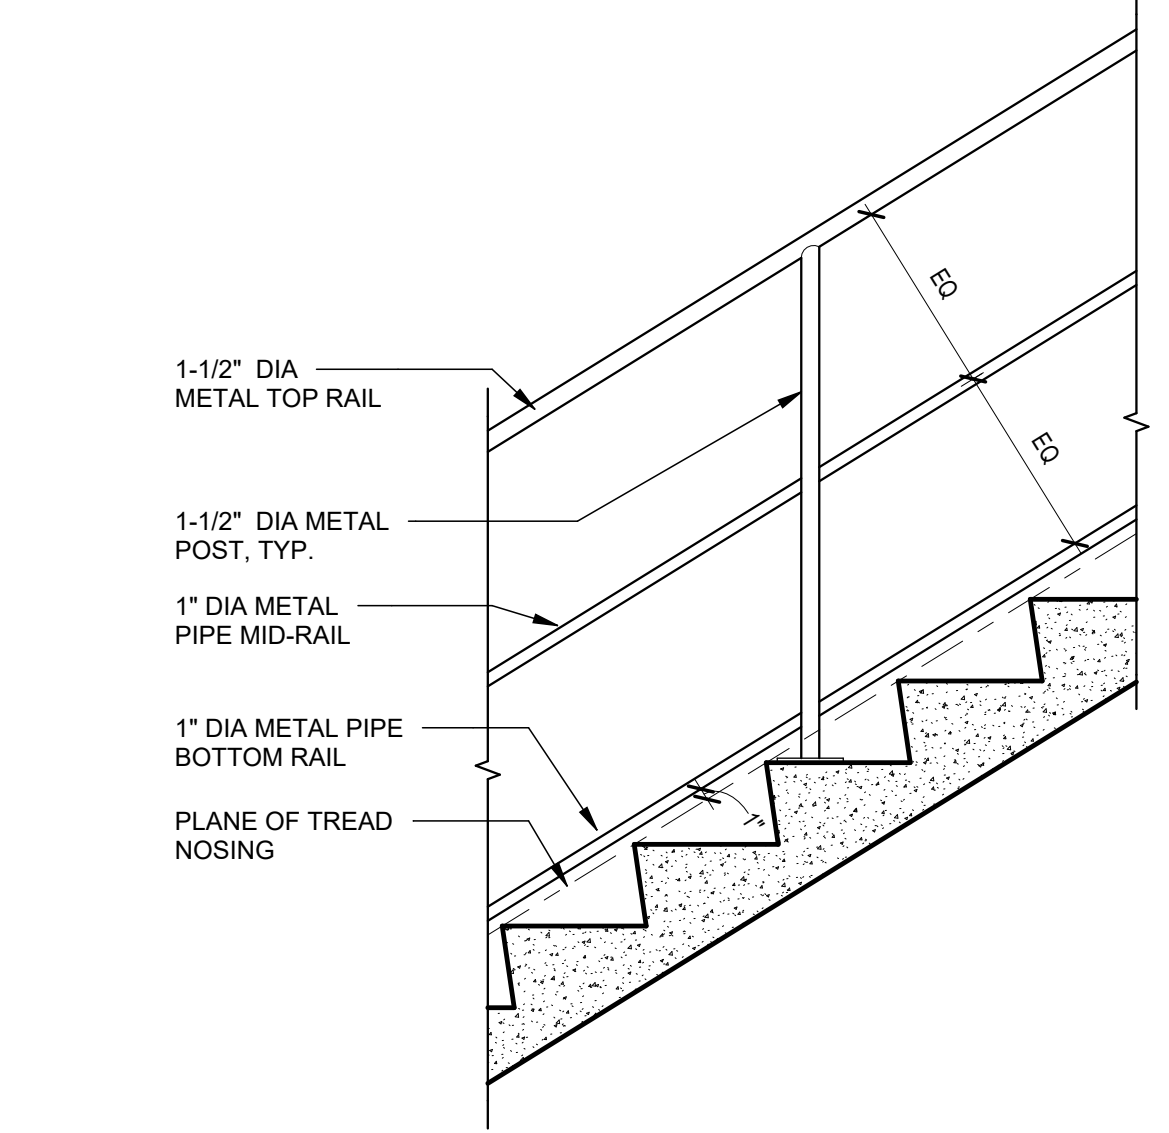 EQ
1-1/2"  DIA
METAL TOP RAIL
EQ
1-1/2"  DIA METAL
POST, TYP.
1" DIA METAL
PIPE MID-RAIL
1" DIA METAL PIPE
BOTTOM RAIL
1"
PLANE OF TREAD
NOSING